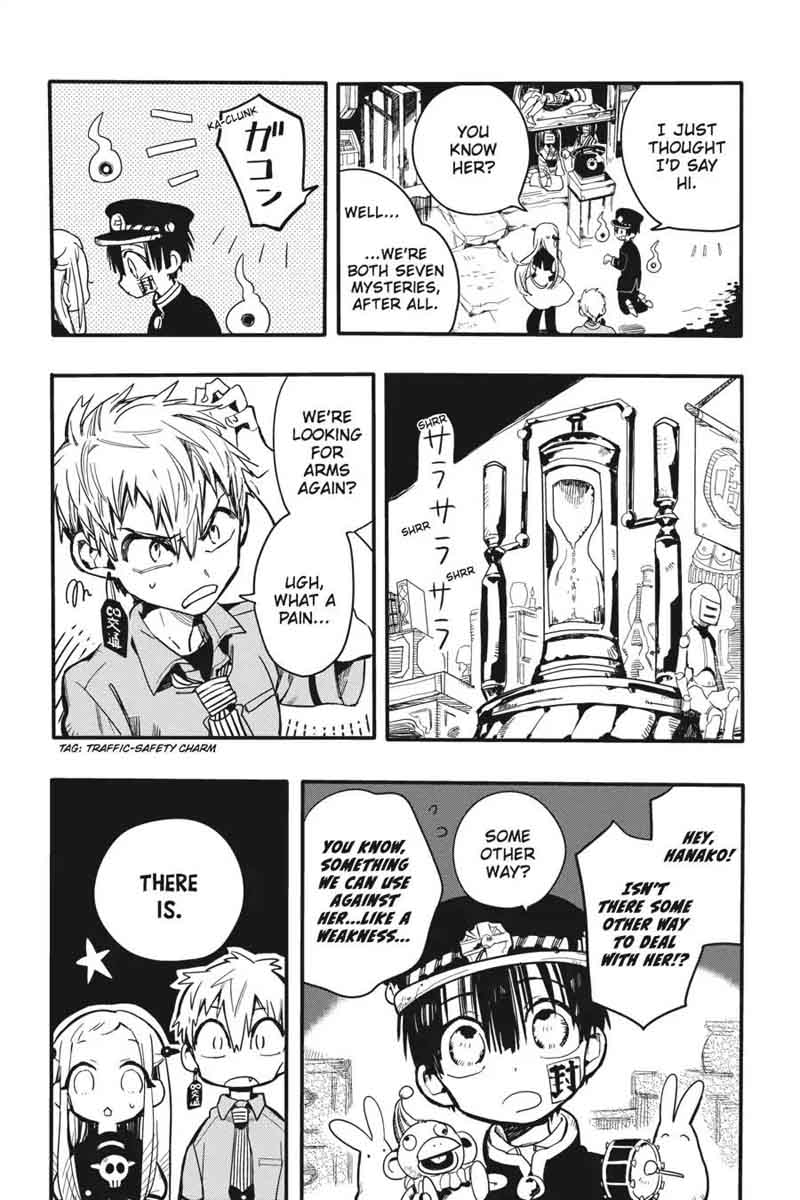 I JUST
THOUGHT
I'D SAY
HI.
YOU
KNOW
HER?
WELL...
...WE'RE
BOTH SEVEN
MYSTERIES,
AFTER ALL.
KA-CLUNK
ガコン
SHRR
サラサラサラ
SHRR
SHRR
WE'RE
LOOKING
FOR
ARMS
AGAIN?
UGH,
WHAT A
PAIN...
TAG: TRAFFIC-SAFETY CHARM
HEY,
HANAKO!
ISN'T
THERE SOME
OTHER WAY
TO DEAL
WITH HER!?
SOME
OTHER
WAY?
YOU KNOW,
SOMETHING
WE CAN USE
AGAINST
HER...LIKE A
WEAKNESS...
封
THERE
IS.